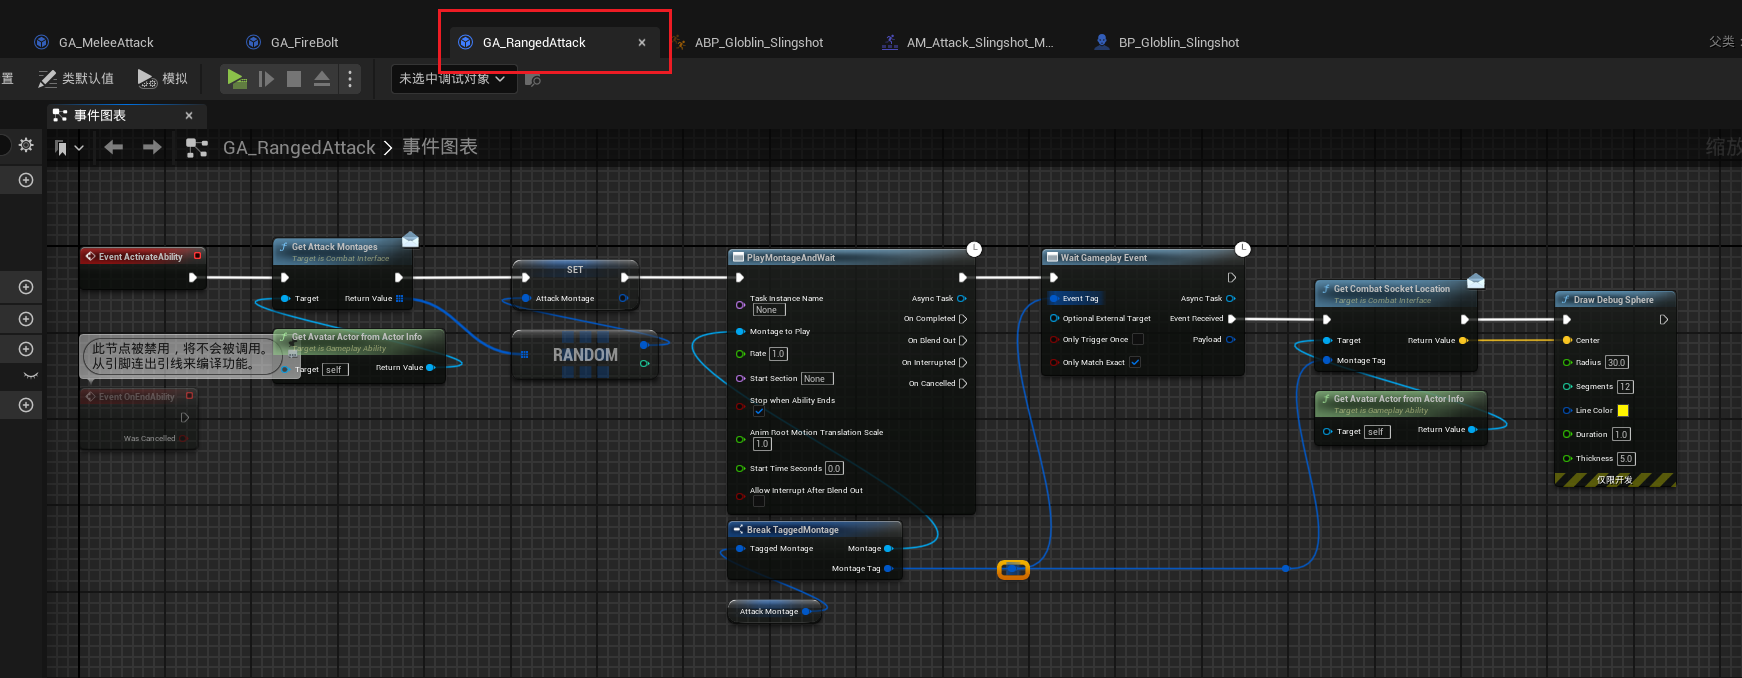 GA_MeleeAttack
GA_FireBolt
GA_RangedAttack
ABP_Globlin_Slingshot
AM_Attack_Slingshot_M...
BP_Globlin_Slingshot
父类
置
类默认值
模拟
未选中调试对象
事件图表
GA_RangedAttack
事件图表
缩放
Event ActivateAbility
Get Attack Montages
Target is Combat Interface
Target
Return Value
SET
Attack Montage
PlayMontageAndWait
Task Instance Name
None
Montage to Play
Rate 1.0
Start Section None
Stop when Ability Ends
Anim Root Motion Translation Scale
1.0
Start Time Seconds 0.0
Allow Interrupt After Blend Out
Async Task
On Completed
On Blend Out
On Interrupted
On Cancelled
Wait Gameplay Event
Event Tag
Async Task
Optional External Target
Event Received
Only Trigger Once
Payload
Only Match Exact
Get Combat Socket Location
Target is Combat Interface
Target
Return Value
Montage Tag
Draw Debug Sphere
Center
Radius 30.0
Segments 12
Line Color
Duration 1.0
Thickness 5.0
仅限开发
Get Avatar Actor from Actor Info
Target is Gameplay Ability
Target self
Return Value
RANDOM
此节点被禁用，将不会被调用。
从引脚连出引线来编译功能。
Event OnEndAbility
Was Cancelled
Get Avatar Actor from Actor Info
Target is Gameplay Ability
Target self
Return Value
Break TaggedMontage
Tagged Montage
Montage
Montage Tag
Attack Montage